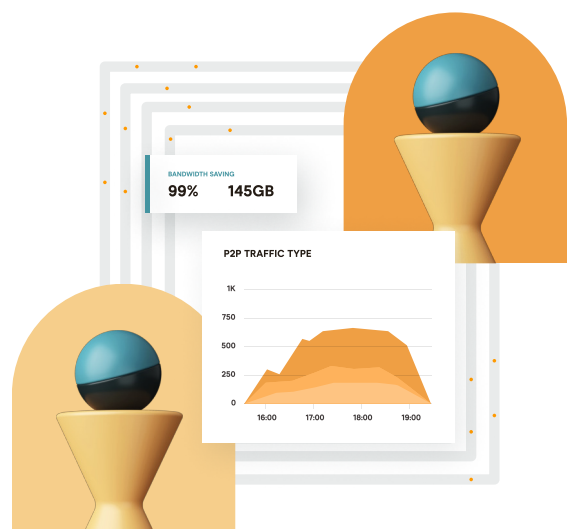 BANDWIDTH SAVING
99% 145GB
P2P TRAFFIC TYPE
1K
750
500
250
0
16:00 17:00 18:00 19:00